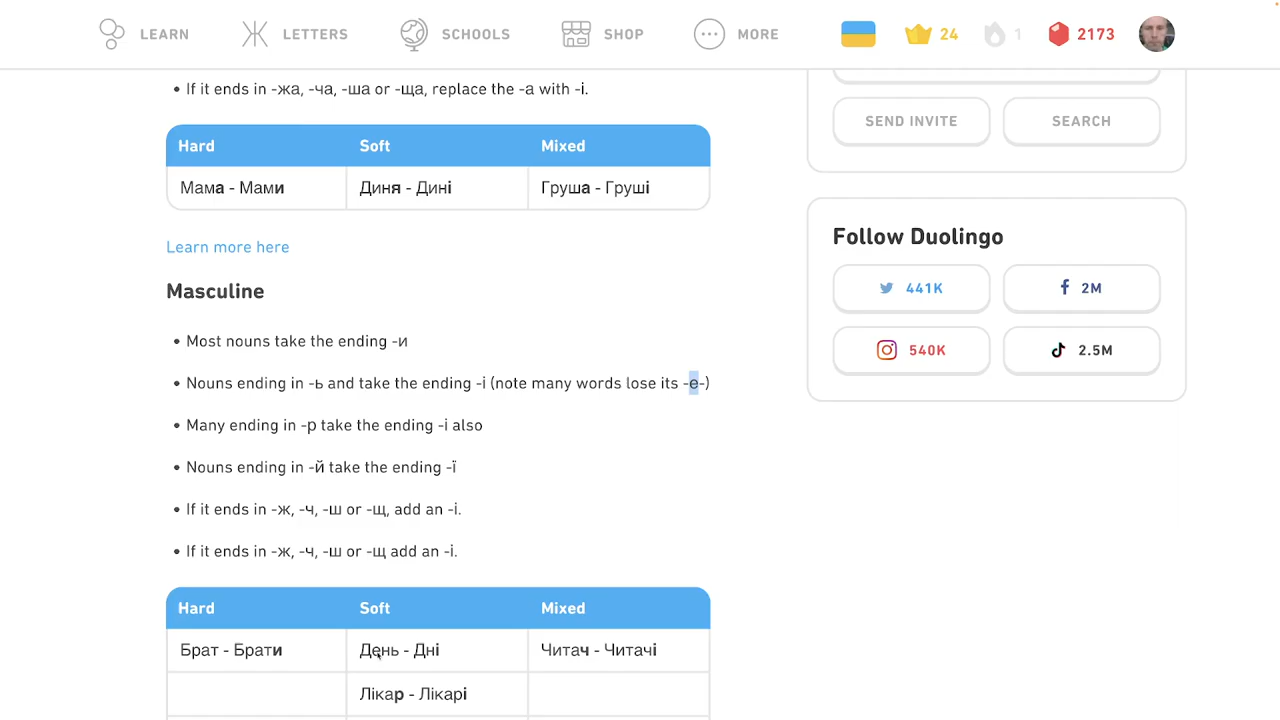 LEARN
LETTERS
SCHOOLS
SHOP
MORE
24
1
2173
• If it ends in -жа, -ча, -ша or -ща, replace the -а with -і.
Hard Soft Mixed
Мама - Мами Диня - Дині Груша - Груші
Learn more here
Masculine
• Most nouns take the ending -и
• Nouns ending in -ь and take the ending -і (note many words lose its -е-)
• Many ending in -р take the ending -і also
• Nouns ending in -й take the ending -ї
• If it ends in -ж, -ч, -ш or -щ, add an -і.
• If it ends in -ж, -ч, -ш or -щ add an -і.
Hard Soft Mixed
Брат - Брати День - Дні Читач - Читачі
Лікар - Лікарі
SEND INVITE
SEARCH
Follow Duolingo
441K
2M
540K
2.5M